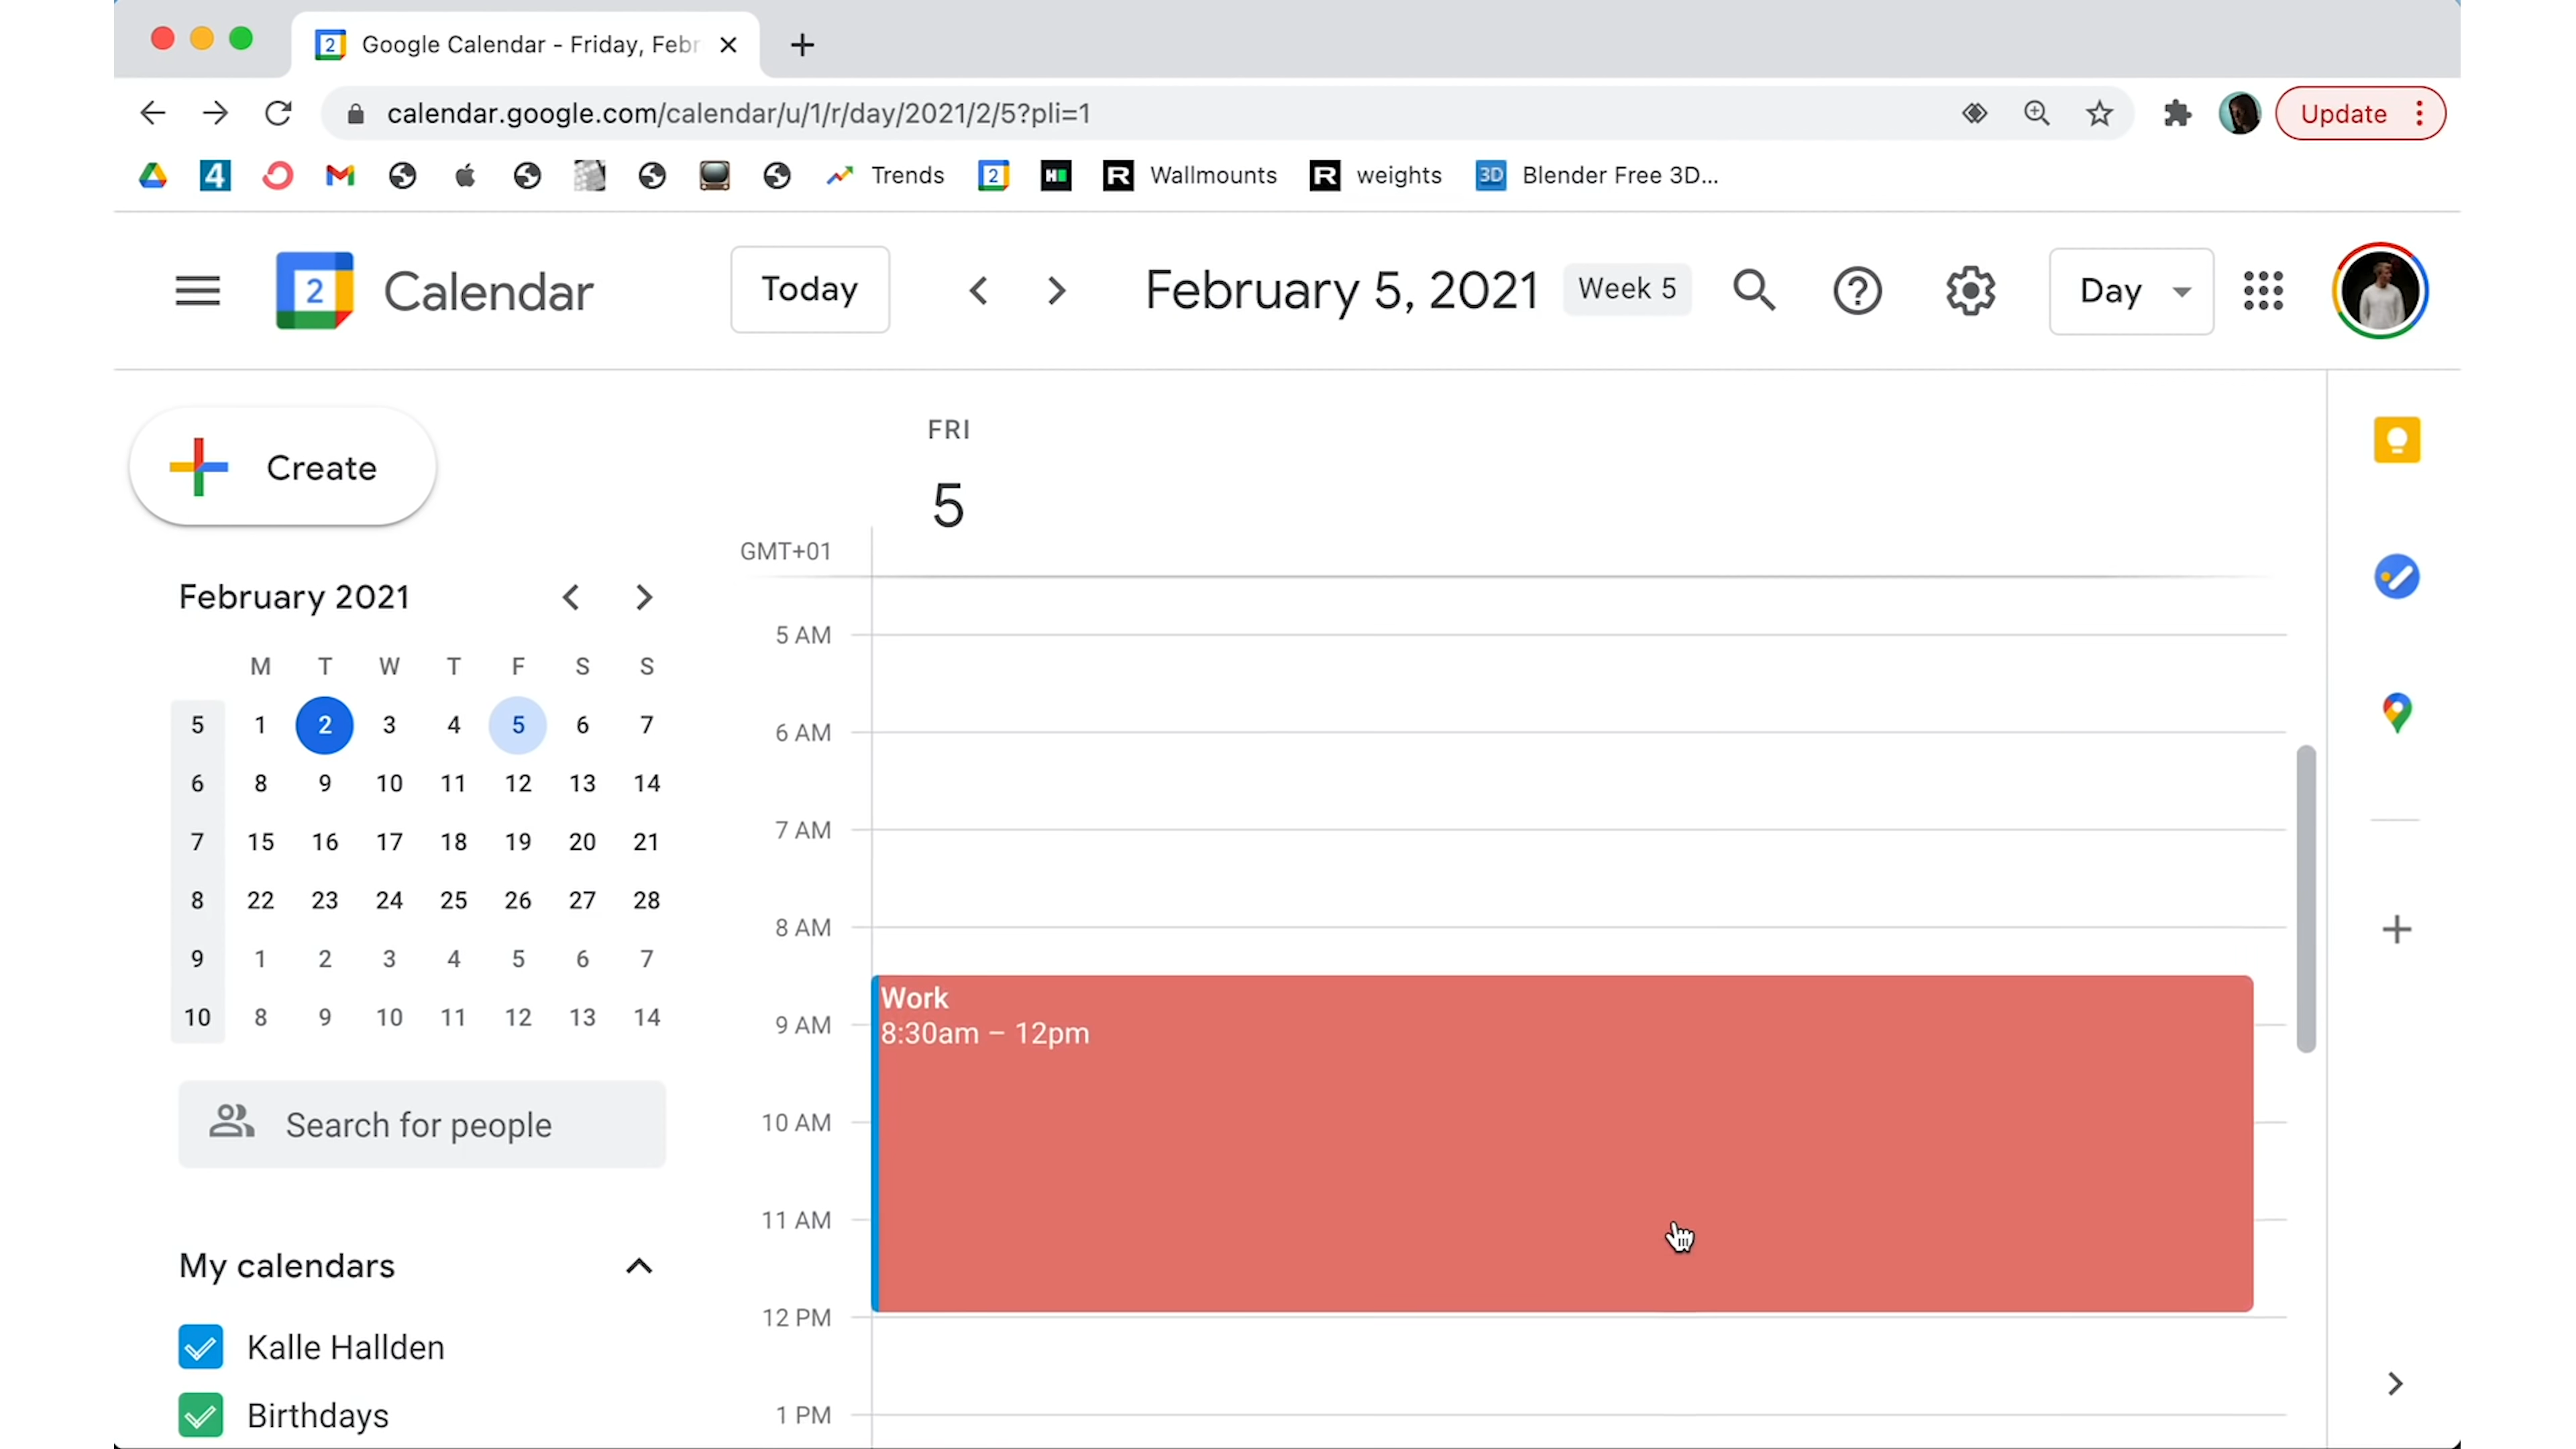 Google Calendar - Friday, Febr
calendar.google.com/calendar/u/1/r/day/2021/2/5?pli=1
Update
4
Trends
2
H
R Wallmounts
R weights
3D Blender Free 3D...
2 Calendar
Today
February 5, 2021
Week 5
Day
Create
FRI
5
GMT+01
February 2021
M T W T F S S
5 1 2 3 4 5 6 7
6 8 9 10 11 12 13 14
7 15 16 17 18 19 20 21
8 22 23 24 25 26 27 28
9 1 2 3 4 5 6 7
10 8 9 10 11 12 13 14
Search for people
My calendars
Kalle Hallden
Birthdays
5 AM
6 AM
7 AM
8 AM
Work
8:30am – 12pm
9 AM
10 AM
11 AM
12 PM
1 PM